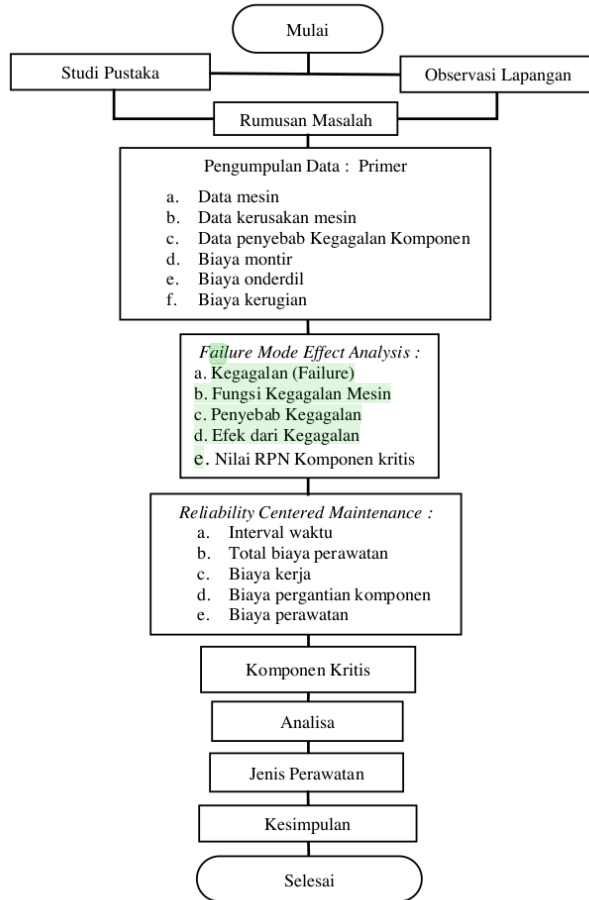 Mulai
Studi Pustaka
Observasi Lapangan
Rumusan Masalah
Pengumpulan Data : Primer
a. Data mesin
b. Data kerusakan mesin
c. Data penyebab Kegagalan Komponen
d. Biaya montir
e. Biaya onderdil
f. Biaya kerugian
Failure Mode Effect Analysis :
a. Kegagalan (Failure)
b. Fungsi Kegagalan Mesin
c. Penyebab Kegagalan
d. Efek dari Kegagalan
e. Nilai RPN Komponen kritis
Reliability Centered Maintenance :
a. Interval waktu
b. Total biaya perawatan
c. Biaya kerja
d. Biaya pergantian komponen
e. Biaya perawatan
Komponen Kritis
Analisa
Jenis Perawatan
Kesimpulan
Selesai